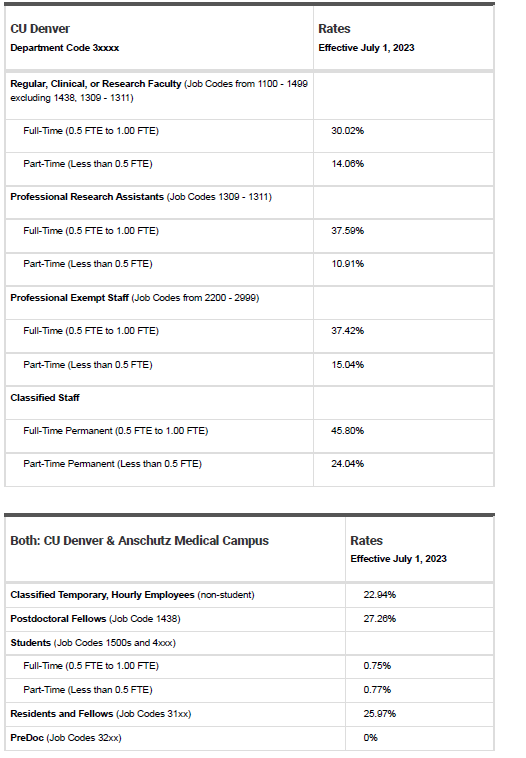 CU Denver Rates
Department Code 3xxxx Effective July 1, 2023
Regular, Clinical, or Research Faculty (Job Codes from 1100 - 1499
excluding 1438, 1309 - 1311)
Full-Time (0.5 FTE to 1.00 FTE) 30.02%
Part-Time (Less than 0.5 FTE) 14.06%
Professional Research Assistants (Job Codes 1309 - 1311)
Full-Time (0.5 FTE to 1.00 FTE) 37.59%
Part-Time (Less than 0.5 FTE) 10.91%
Professional Exempt Staff (Job Codes from 2200 - 2999)
Full-Time (0.5 FTE to 1.00 FTE) 37.42%
Part-Time (Less than 0.5 FTE) 15.04%
Classified Staff
Full-Time Permanent (0.5 FTE to 1.00 FTE) 45.80%
Part-Time Permanent (Less than 0.5 FTE) 24.04%
Both: CU Denver & Anschutz Medical Campus Rates
Effective July 1, 2023
Classified Temporary, Hourly Employees (non-student) 22.94%
Postdoctoral Fellows (Job Code 1438) 27.26%
Students (Job Codes 1500s and 4xxx)
Full-Time (0.5 FTE to 1.00 FTE) 0.75%
Part-Time (Less than 0.5 FTE) 0.77%
Residents and Fellows (Job Codes 31xx) 25.97%
PreDoc (Job Codes 32xx) 0%